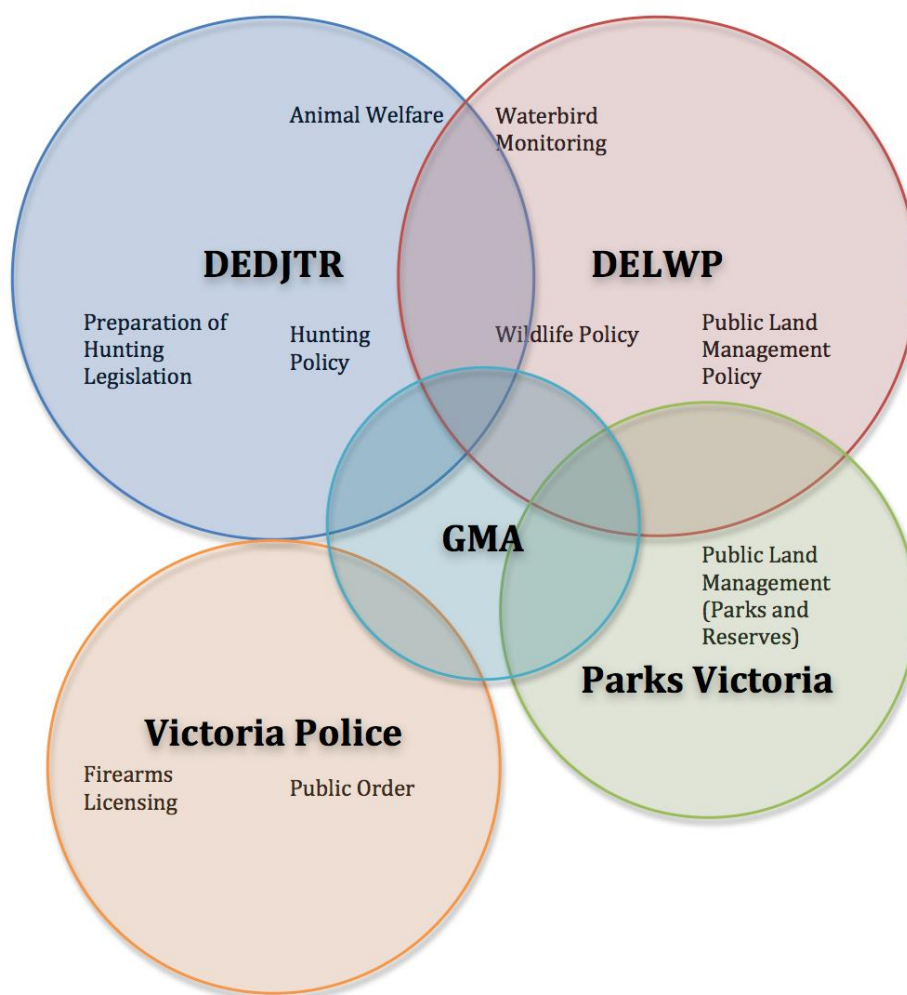 Animal Welfare
Waterbird
Monitoring
DEDJTR
DELWP
Preparation of
Hunting
Legislation
Hunting
Policy
Wildlife Policy
Public Land
Management
Policy
GMA
Public Land
Management
(Parks and
Reserves)
Parks Victoria
Victoria Police
Firearms
Licensing
Public Order